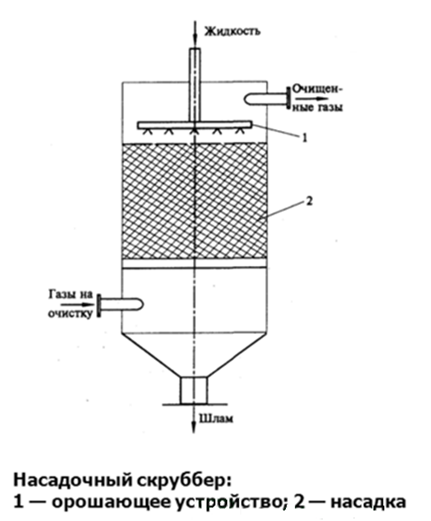 Жидкость
Очищен-
ные газы
1
2
Газы на
очистку
Шлам
Насадочный скруббер:
1 — орошающее устройство; 2 — насадка